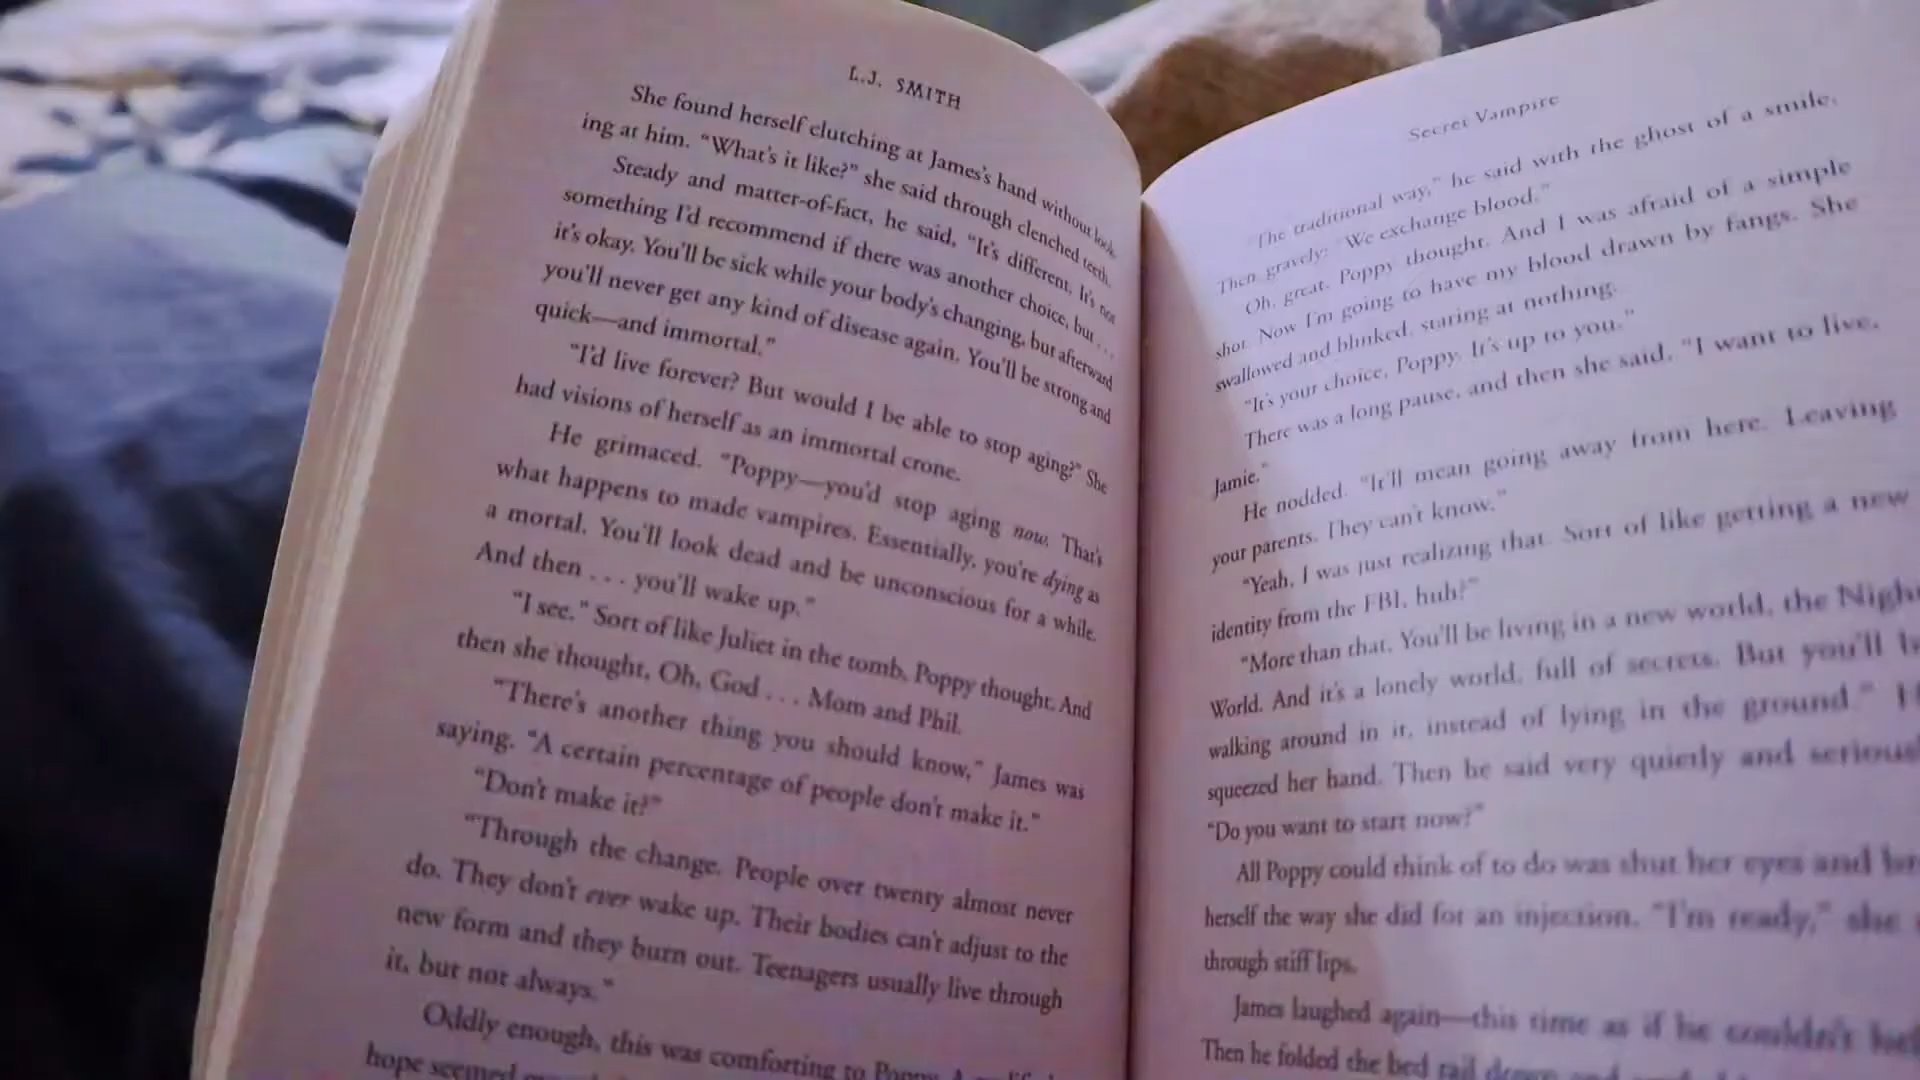 L.J. SMITH
She found herself clutching at James's hand without look-
ing at him. "What's it like?" she said through clenched teeth.
Steady and matter-of-fact, he said, "It's different. It's not
something I'd recommend if there was another choice, but . . .
it's okay. You'll be sick while your body's changing, but afterward
you'll never get any kind of disease again. You'll be strong and
quick—and immortal."
"I'd live forever? But would I be able to stop aging?" She
had visions of herself as an immortal crone.
He grimaced. "Poppy—you'd stop aging now. That's
what happens to made vampires. Essentially, you're dying as
a mortal. You'll look dead and be unconscious for a while.
And then . . . you'll wake up."
"I see." Sort of like Juliet in the tomb, Poppy thought. And
then she thought, Oh, God . . . Mom and Phil.
"There's another thing you should know," James was
saying. "A certain percentage of people don't make it."
"Don't make it?"
"Through the change. People over twenty almost never
do. They don't ever wake up. Their bodies can't adjust to the
new form and they burn out. Teenagers usually live through
it, but not always."
Oddly enough, this was comforting to Poppy. A
hope seemed
Secret Vampire
"The traditional way," he said with the ghost of a smile.
Then gravely: "We exchange blood."
Oh, great, Poppy thought. And I was afraid of a simple
shot. Now I'm going to have my blood drawn by fangs. She
swallowed and blinked, staring at nothing.
"It's your choice, Poppy. It's up to you."
There was a long pause, and then she said, "I want to live,
Jamie."
He nodded. "It'll mean going away from here. Leaving
your parents. They can't know."
"Yeah, I was just realizing that. Sort of like getting a new
identity from the FBI, huh?"
"More than that. You'll be living in a new world, the Night
World. And it's a lonely world, full of secrets. But you'll
walking around in it, instead of lying in the ground."
squeezed her hand. Then he said very quietly and
"Do you want to start now?"
All Poppy could think of to do was shut her eyes and
herself the way she did for an injection. "I'm ready," she
through stiff lips.
James laughed again—this time as if he couldn't
Then he folded the bed rail down and